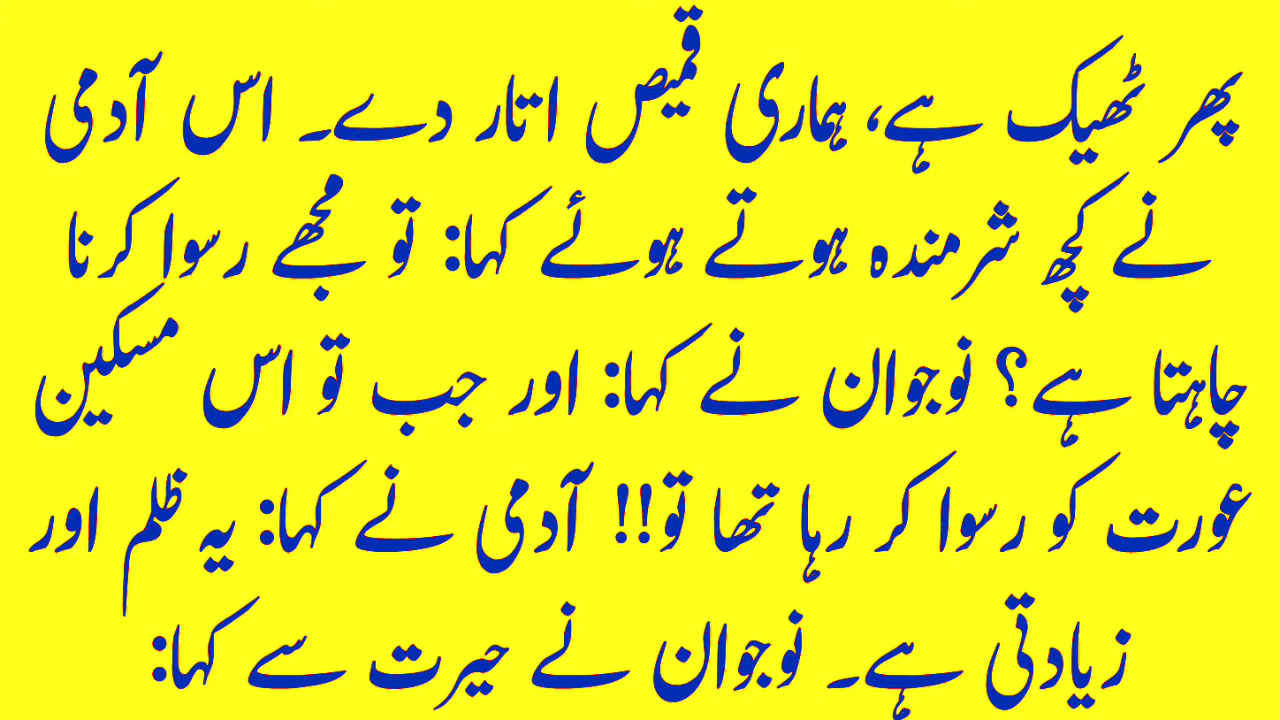 پھر ٹھیک ہے، ہماری قمیص اتار دے۔ اس آدمی
نے کچھ شرمندہ ہوتے ہوئے کہا: تو مجھے رسوا کرنا
چاہتا ہے؟ نوجوان نے کہا: اور جب تو اس مسکین
عورت کو رسوا کر رہا تھا تو!! آدمی نے کہا: یہ ظلم اور
زیادتی ہے۔ نوجوان نے حیرت سے کہا: